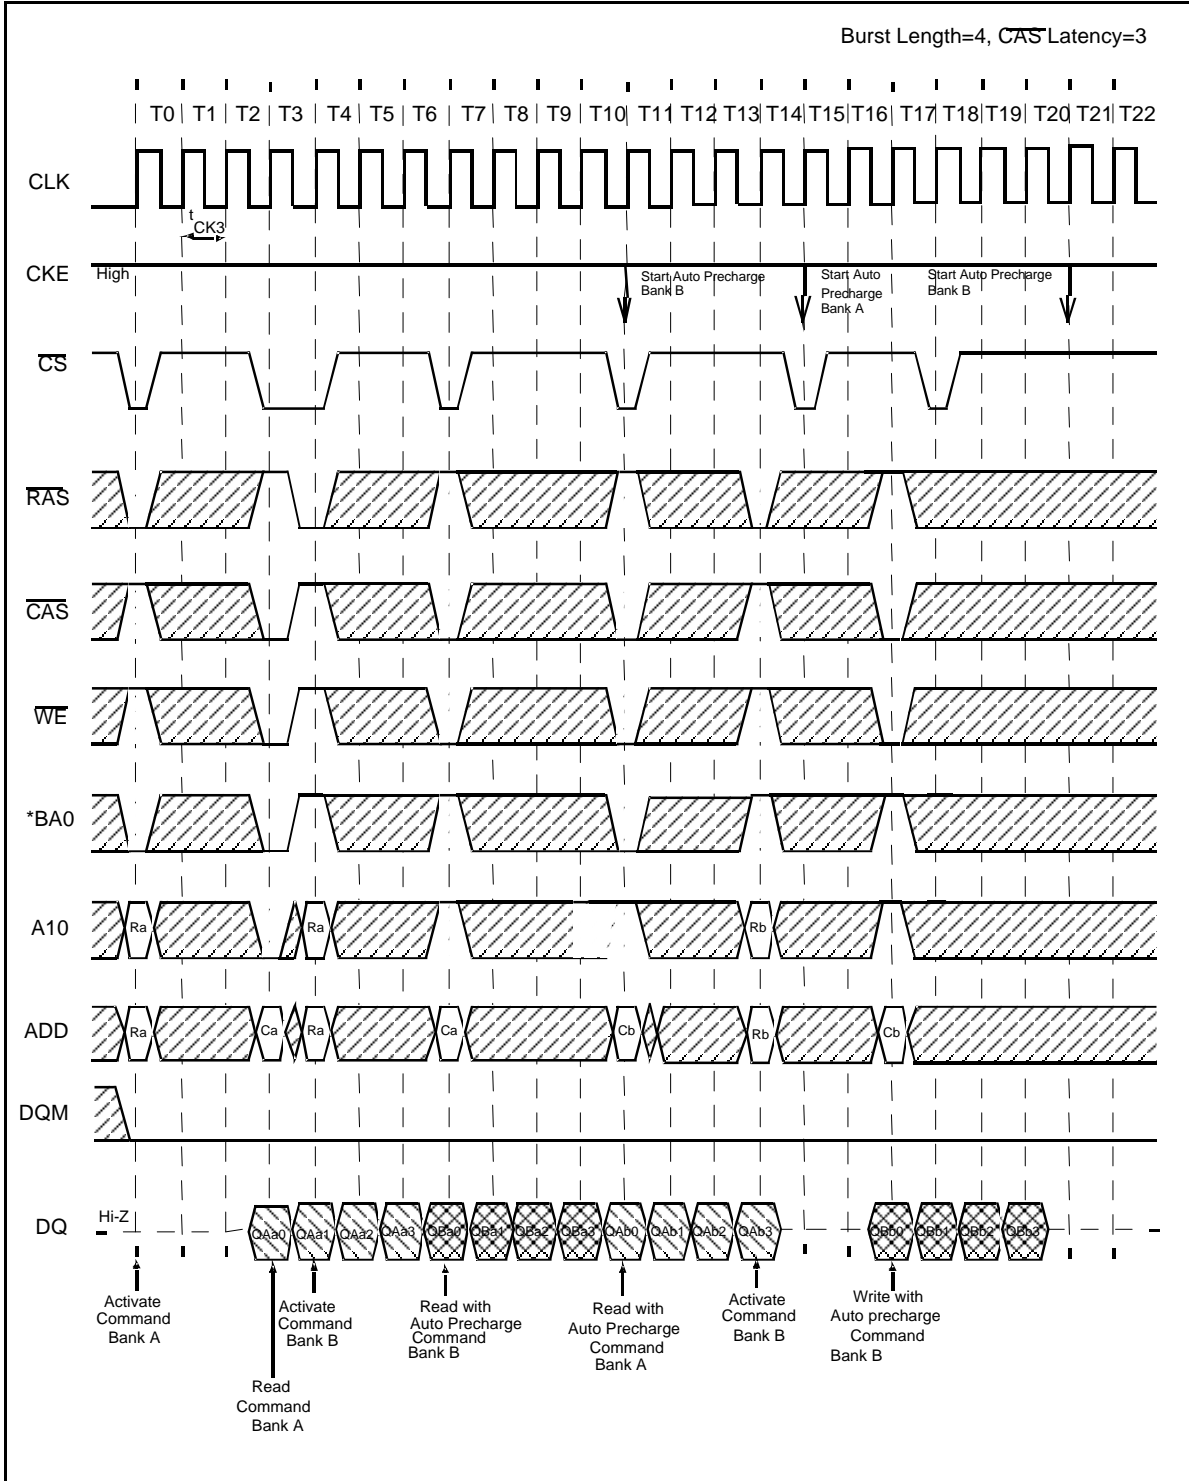 Burst Length=4, CAS Latency=3
T0 T1 T2 T3 T4 T5 T6 T7 T8 T9 T10 T11 T12 T13 T14 T15 T16 T17 T18 T19 T20 T21 T22
CLK
t
CK3
CKE
High
Start Auto Precharge
Bank B
Start Auto
Precharge
Bank A
Start Auto Precharge
Bank B
CS
RAS
CAS
WE
*BA0
A10
Ra Ra Rb
ADD
Ra Ca Ra Ca Cb Rb Cb
DQM
DQ
Hi-Z
QAa0 QAa1 QAa2 QAa3 QBa0 QBa1 QBa2 QBa3 QAb0 QAb1 QAb2 QAb3 QBb0 QBb1 QBb2 QBb3
Activate
Command
Bank A
Read
Command
Bank A
Activate
Command
Bank B
Read with
Auto Precharge
Command
Bank B
Read with
Auto Precharge
Command
Bank A
Activate
Command
Bank B
Write with
Auto precharge
Command
Bank B